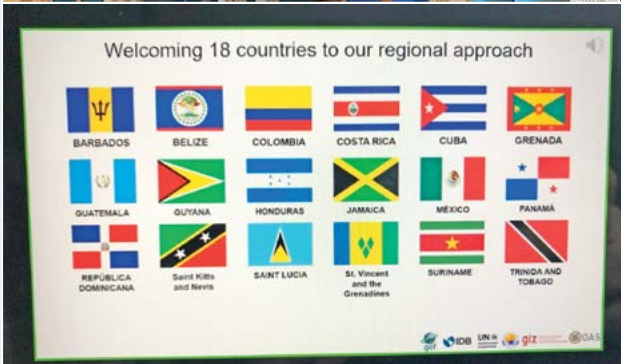 Welcoming 18 countries to our regional approach
BARBADOS BELIZE COLOMBIA COSTA RICA CUBA GRENADA
GUATEMALA GUYANA HONDURAS JAMAICA MÉXICO PANAMÁ
REPÚBLICA DOMINICANA Saint Kitts and Nevis SAINT LUCIA St. Vincent and the Grenadines SURINAME TRINIDA AND TOBAGO
gef IDB UN giz OAS